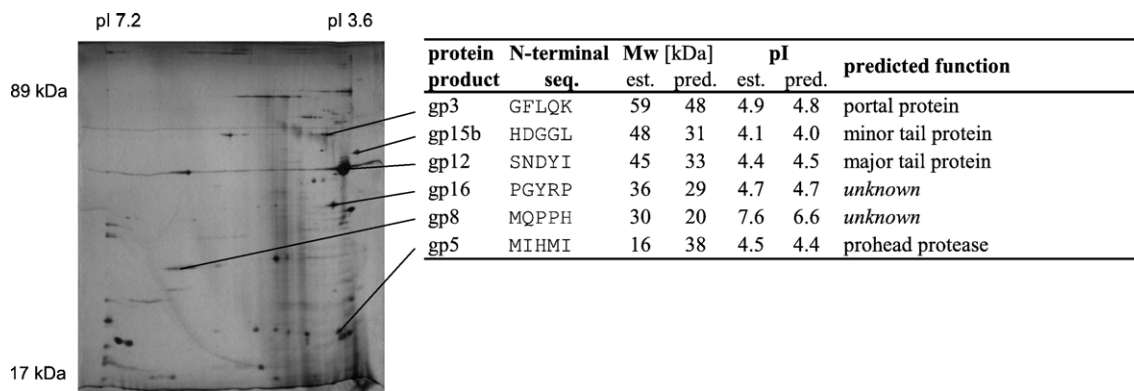 pI 7.2 pI 3.6
89 kDa
17 kDa
protein N-terminal Mw [kDa] pI predicted function
product seq. est. pred. est. pred.
gp3 GFLQK 59 48 4.9 4.8 portal protein
gp15b HDGGL 48 31 4.1 4.0 minor tail protein
gp12 SNDYI 45 33 4.4 4.5 major tail protein
gp16 PGYRP 36 29 4.7 4.7 unknown
gp8 MQPPH 30 20 7.6 6.6 unknown
gp5 MIHMI 16 38 4.5 4.4 prohead protease